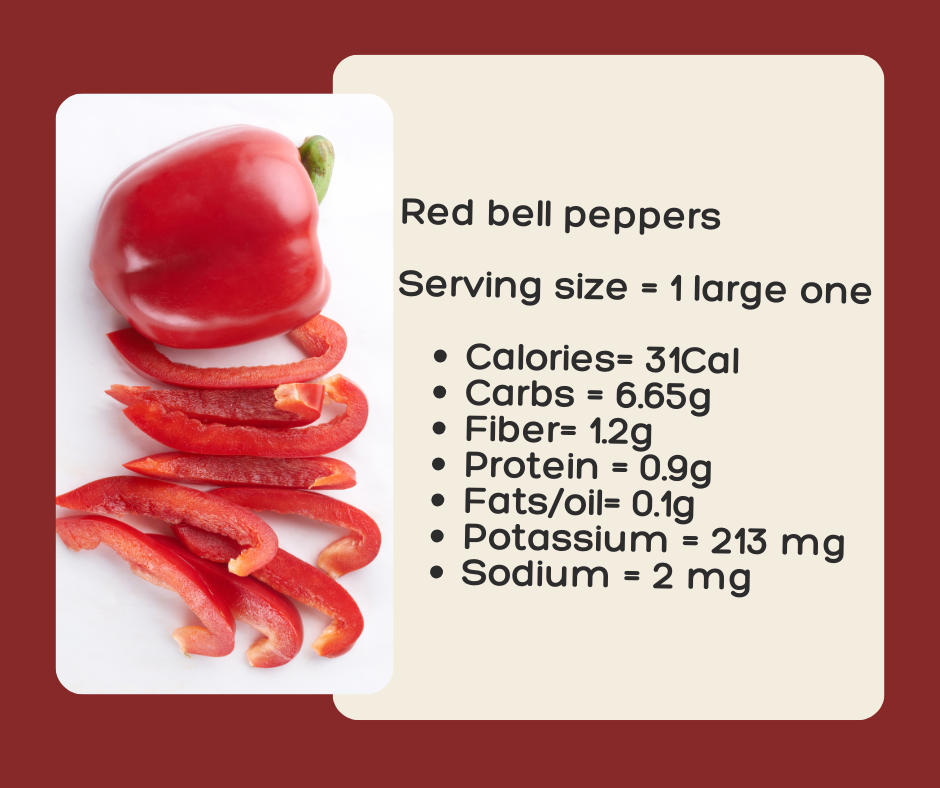 Red bell peppers
Serving size = 1 large one
• Calories= 31Cal
• Carbs = 6.65g
• Fiber= 1.2g
• Protein = 0.9g
• Fats/oil= 0.1g
• Potassium = 213 mg
• Sodium = 2 mg